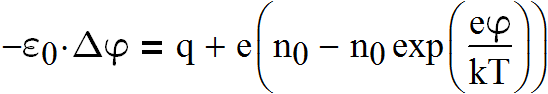 −ε₀·Δφ = q + e(n₀ − n₀ exp(eφ/kT))